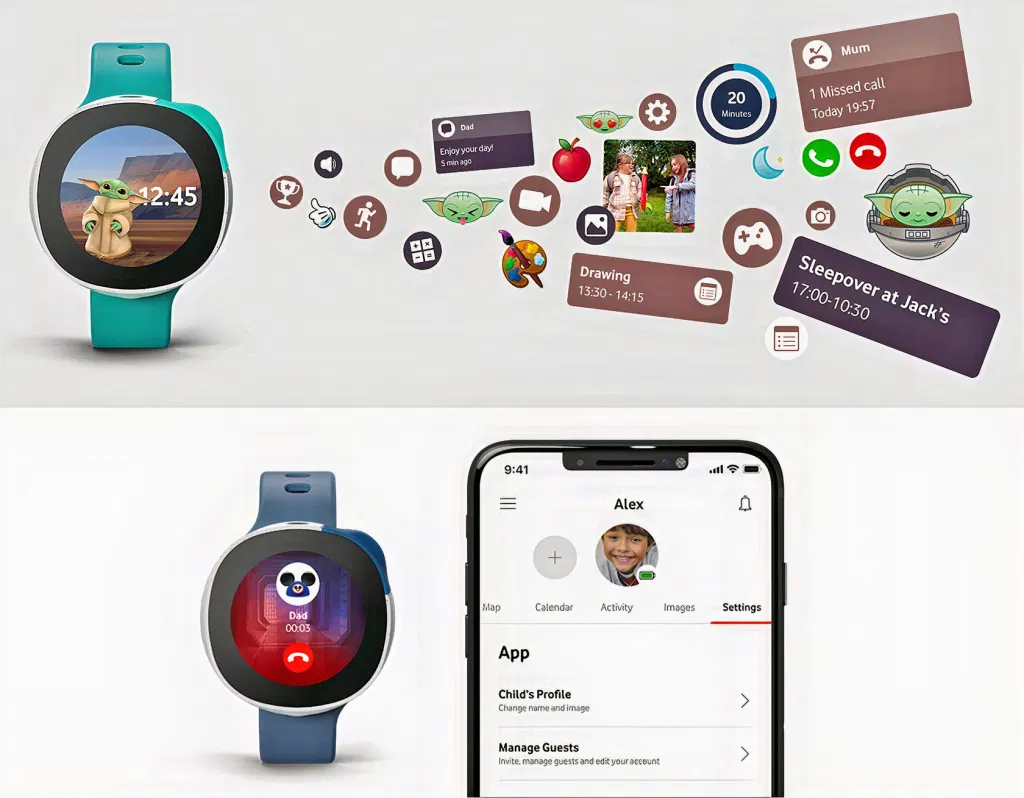 12:45
Dad
Enjoy your day!
5 min ago
20
Minutes
Mum
1 Missed call
Today 19:57
Drawing
13:30 - 14:15
Sleepover at Jack's
17:00-10:30
Dad
00:03
9:41
Alex
Map Calendar Activity Images Settings
App
Child's Profile
Change name and image
Manage Guests
Invite, manage guests and edit your account